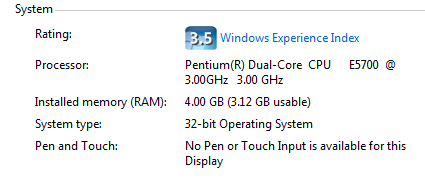 System
Rating: 3.5 Windows Experience Index
Processor: Pentium(R) Dual-Core CPU E5700 @
3.00GHz 3.00 GHz
Installed memory (RAM): 4.00 GB (3.12 GB usable)
System type: 32-bit Operating System
Pen and Touch: No Pen or Touch Input is available for this
Display